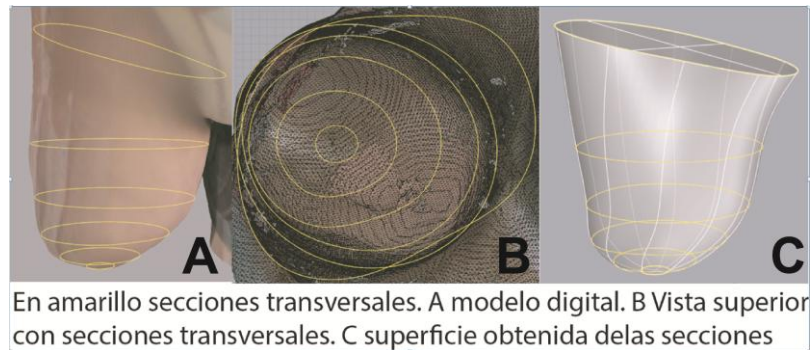 A
B
C
En amarillo secciones transversales. A modelo digital. B Vista superior
con secciones transversales. C superficie obtenida delas secciones